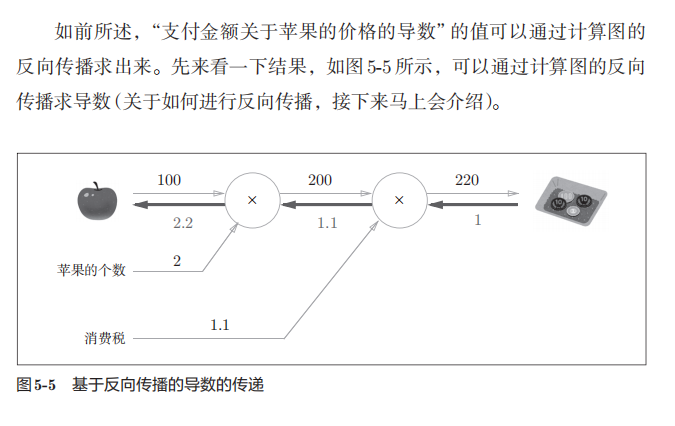 如前所述，“支付金额关于苹果的价格的导数”的值可以通过计算图的
反向传播求出来。先来看一下结果，如图5-5所示，可以通过计算图的反向
传播求导数（关于如何进行反向传播，接下来马上会介绍）。
100
200
220
×
×
2.2
1.1
1
10
10
苹果的个数
2
消费税
1.1
图5-5 基于反向传播的导数的传递